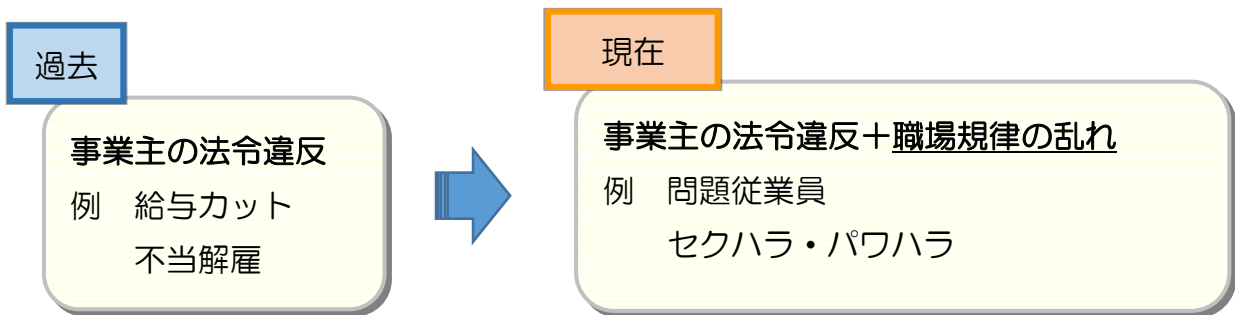 過去
事業主の法令違反
例　給与カット
不当解雇
現在
事業主の法令違反＋職場規律の乱れ
例　問題従業員
セクハラ・パワハラ